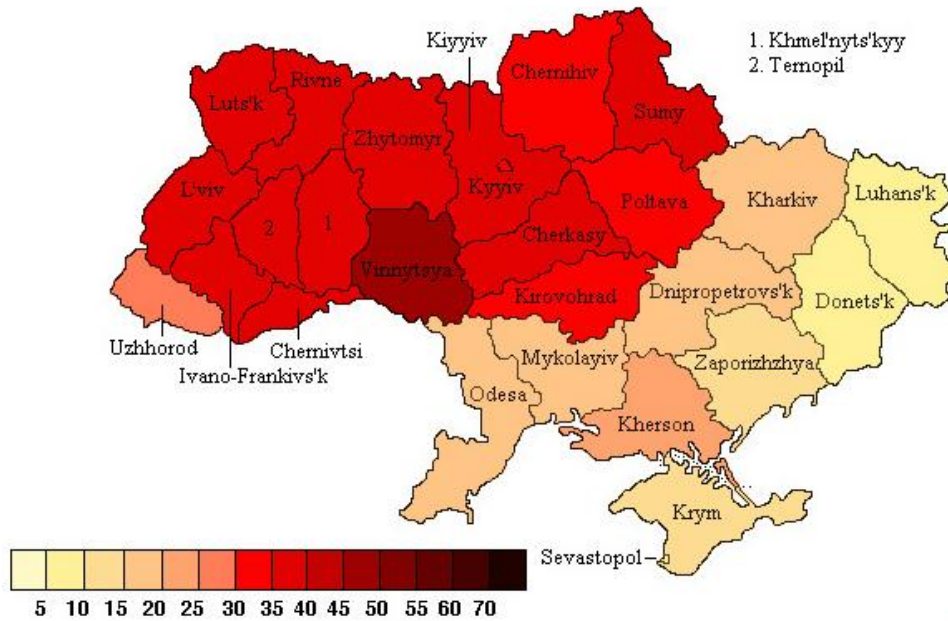 Kiyyiv
1. Khmel'nyts'kyy
2. Ternopil
Chernihiv
Rivne
Luts'k
Sumy
Zhytomyr
L'viv
Kyyiv
Poltava
Kharkiv
Luhans'k
2
1
Cherkasy
Vinnytsya
Kirovohrad
Dnipropetrovs'k
Donets'k
Uzhhorod
Chernivtsi
Ivano-Frankivs'k
Mykolayiv
Zaporizhzhya
Odesa
Kherson
Krym
Sevastopol
5 10 15 20 25 30 35 40 45 50 55 60 70